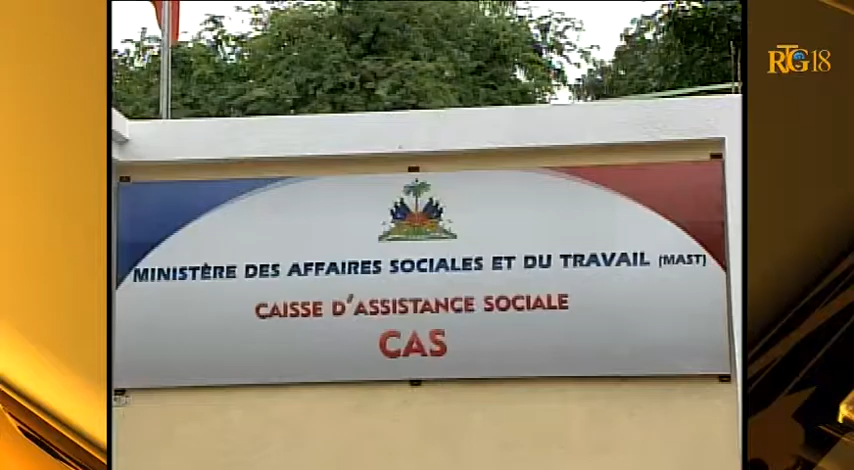 RTG18
MINISTÈRE DES AFFAIRES SOCIALES ET DU TRAVAIL (MAST)
CAISSE D'ASSISTANCE SOCIALE
CAS